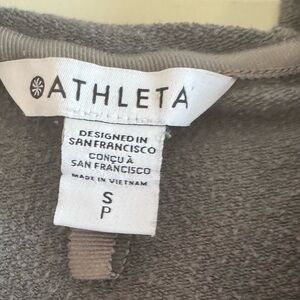 ATHLETA
DESIGNED IN
SAN FRANCISCO
CONÇU À
SAN FRANCISCO
MADE IN VIETNAM
S
P